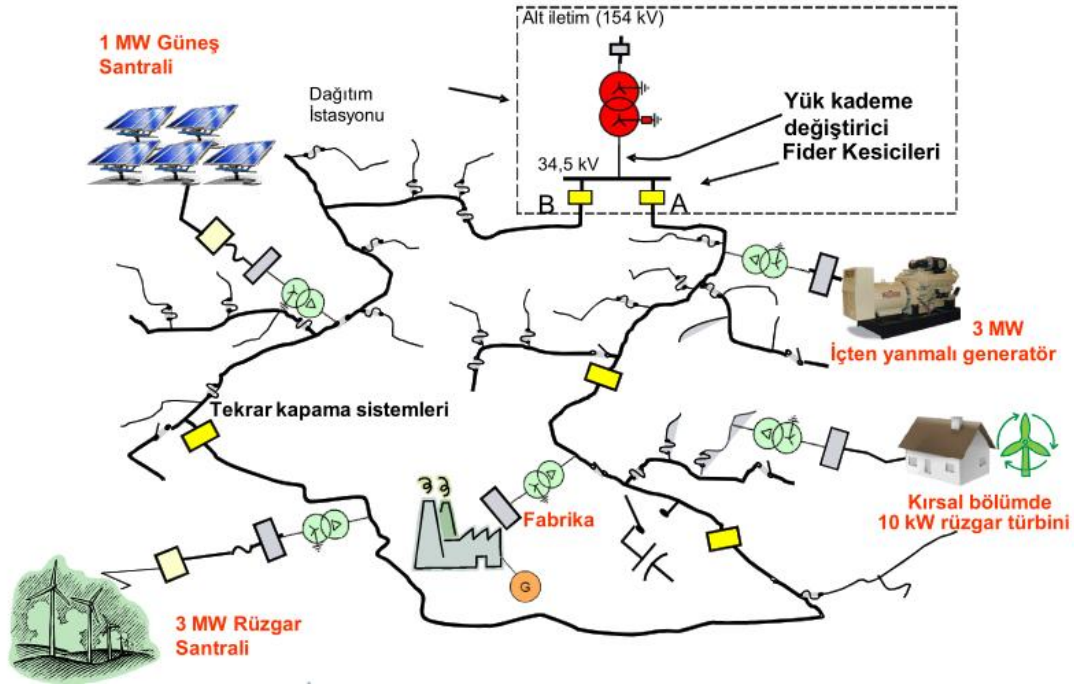 Alt iletim (154 kV)
1 MW Güneş
Santrali
Dağıtım
İstasyonu
Yük kademe
değiştirici
Fider Kesicileri
34,5 kV
B
A
3 MW
İçten yanmalı generatör
Tekrar kapama sistemleri
Fabrika
G
Kırsal bölümde
10 kW rüzgar türbini
3 MW Rüzgar
Santrali